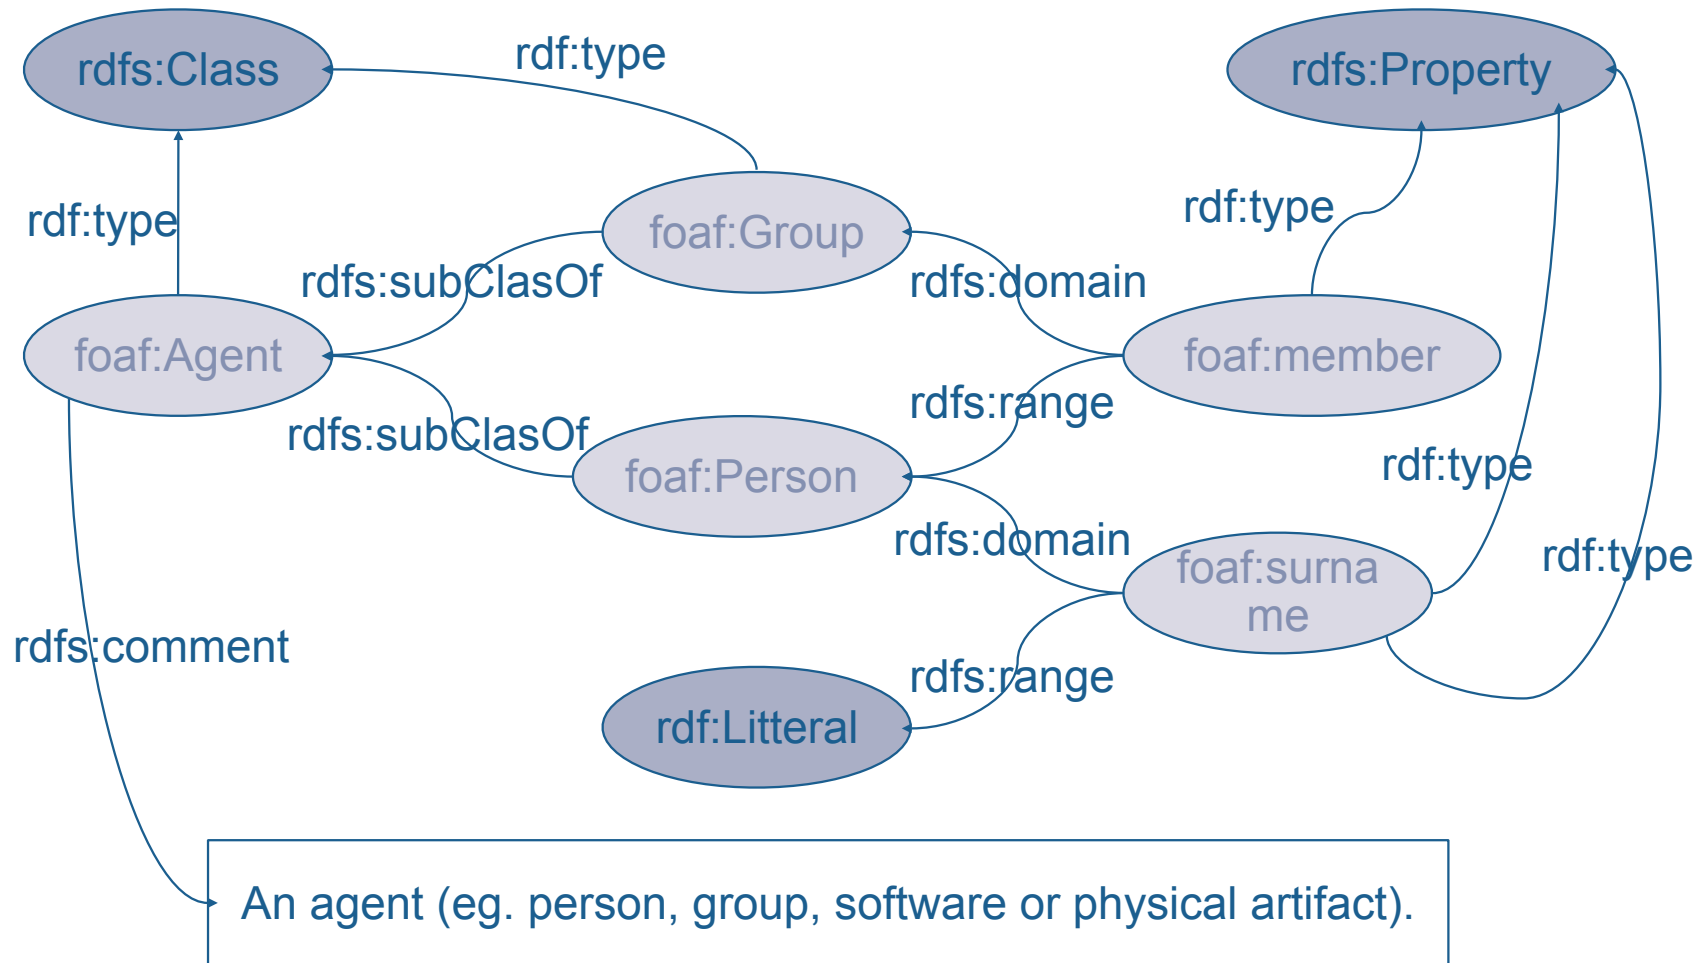 rdfs:Class
rdf:type
rdfs:Property
rdf:type
foaf:Group
rdf:type
rdfs:subClasOf
rdfs:domain
foaf:Agent
foaf:member
rdfs:range
rdfs:subClasOf
foaf:Person
rdf:type
rdfs:domain
foaf:surna
me
rdf:type
rdfs:comment
rdfs:range
rdf:Litteral
An agent (eg. person, group, software or physical artifact).